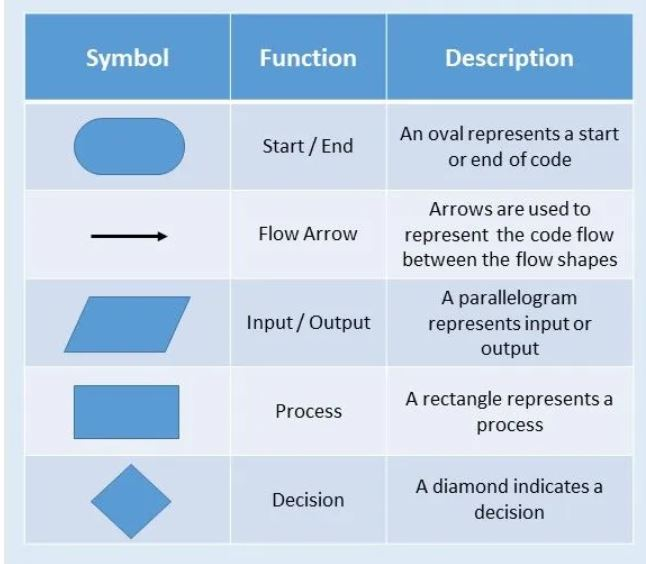 Symbol
Function
Description
Start / End
An oval represents a start
or end of code
Flow Arrow
Arrows are used to
represent the code flow
between the flow shapes
Input / Output
A parallelogram
represents input or
output
Process
A rectangle represents a
process
Decision
A diamond indicates a
decision